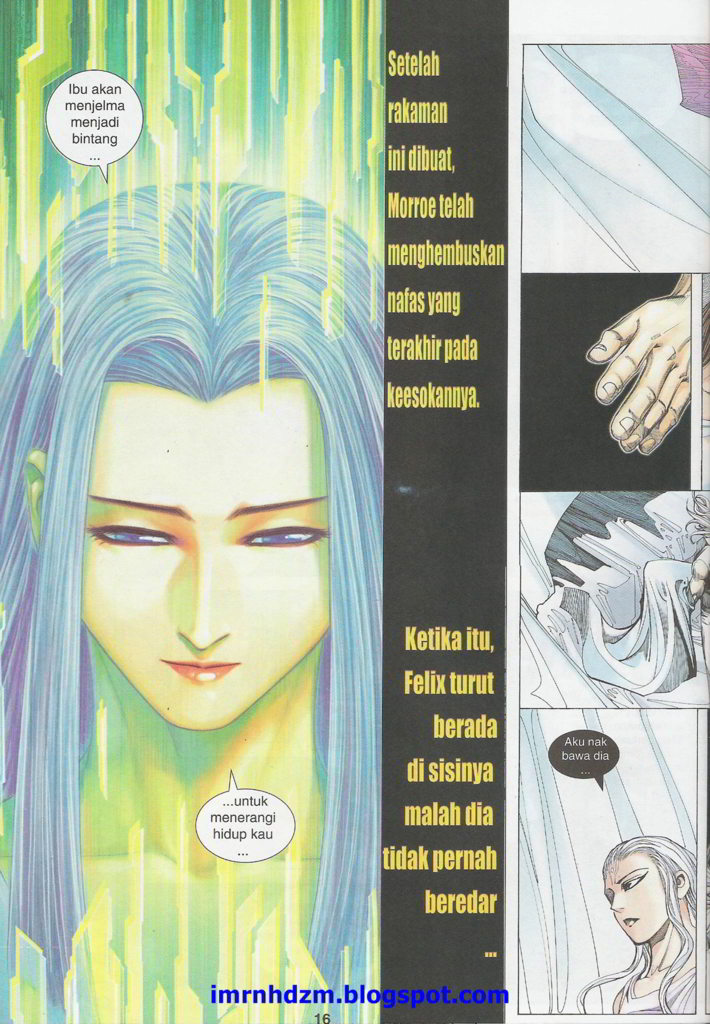 Ibu akan
menjelma
menjadi
bintang
...
...untuk
menerangi
hidup kau
...
Setelah
rakaman
ini dibuat,
Morroe telah
menghembuskan
nafas yang
terakhir pada
keesokannya.
Ketika itu,
Felix turut
berada
di sisinya
malah dia
tidak pernah
beredar
...
Aku nak
bawa dia
...
imrnhdzm.blogspot.com
16